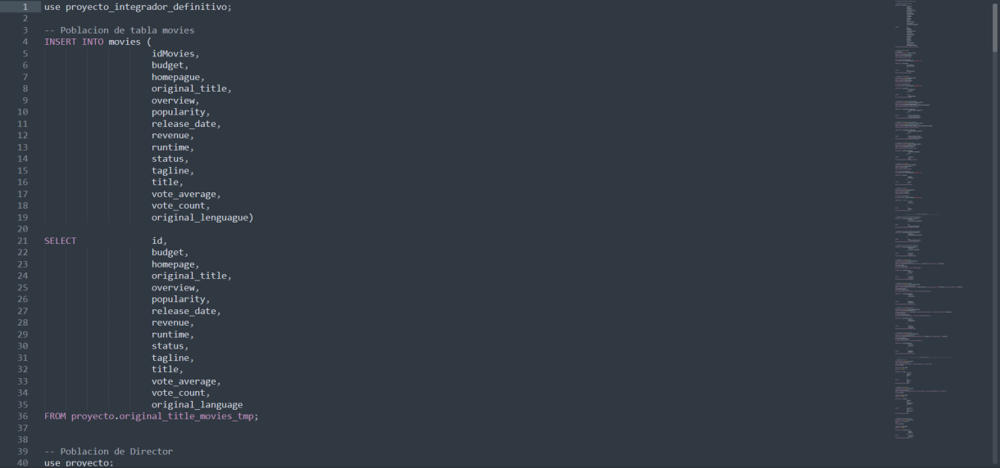 1 use proyecto_integrador_definitivo;
2
3 -- Poblacion de tabla movies
4 INSERT INTO movies (
5 idMovies,
6 budget,
7 homepague,
8 original_title,
9 overview,
10 popularity,
11 release_date,
12 revenue,
13 runtime,
14 status,
15 tagline,
16 title,
17 vote_average,
18 vote_count,
19 original_lenguague)
20
21 SELECT id,
22 budget,
23 homepage,
24 original_title,
25 overview,
26 popularity,
27 release_date,
28 revenue,
29 runtime,
30 status,
31 tagline,
32 title,
33 vote_average,
34 vote_count,
35 original_language
36 FROM proyecto.original_title_movies_tmp;
37
38
39 -- Poblacion de Director
40 use proyecto;